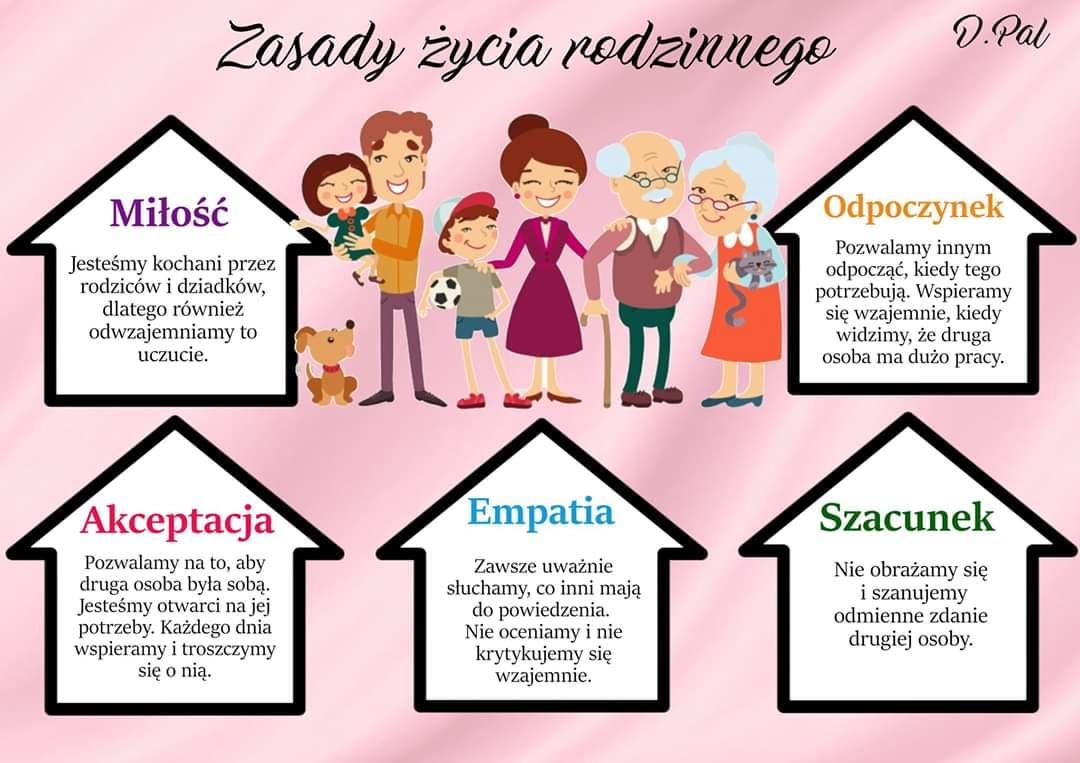 Zasady życia rodzinnego
D.Pal
Miłość
Jesteśmy kochani przez
rodziców i dziadków,
dlatego również
odwzajemniamy to
uczucie.
Odpoczynek
Pozwalamy innym
odpocząć, kiedy tego
potrzebują. Wspieramy
się wzajemnie, kiedy
widzimy, że druga
osoba ma dużo pracy.
Akceptacja
Pozwalamy na to, aby
druga osoba była sobą.
Jesteśmy otwarci na jej
potrzeby. Każdego dnia
wspieramy i troszczymy
się o nią.
Empatia
Zawsze uważnie
słuchamy, co inni mają
do powiedzenia.
Nie oceniamy i nie
krytykujemy się
wzajemnie.
Szacunek
Nie obrażamy się
i szanujemy
odmienne zdanie
drugiej osoby.